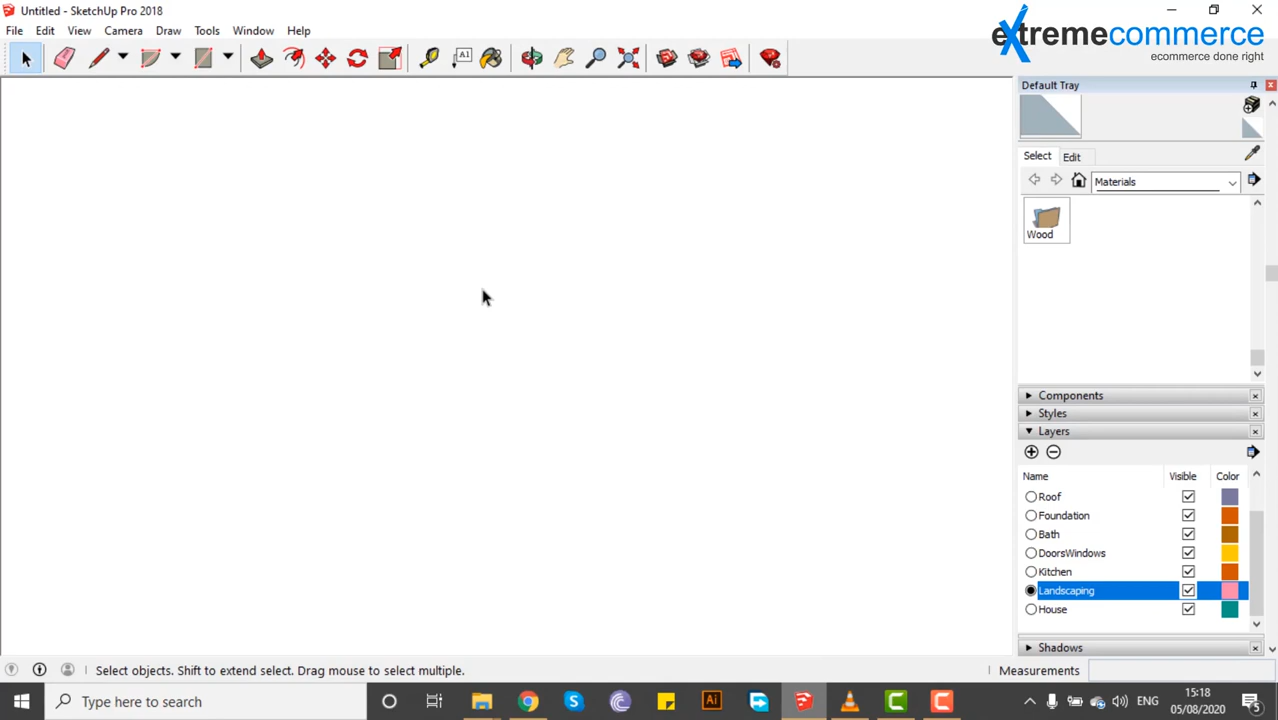 Untitled - SketchUp Pro 2018
File Edit View Camera Draw Tools Window Help
extremecommerce
ecommerce done right
A1
Default Tray
Select Edit
Materials
Wood
Components
Styles
Layers
Name Visible Color
Roof
Foundation
Bath
DoorsWindows
Kitchen
Landscaping
House
Shadows
Select objects. Shift to extend select. Drag mouse to select multiple.
Measurements
Type here to search
Ai
ENG
15:18
05/08/2020
5